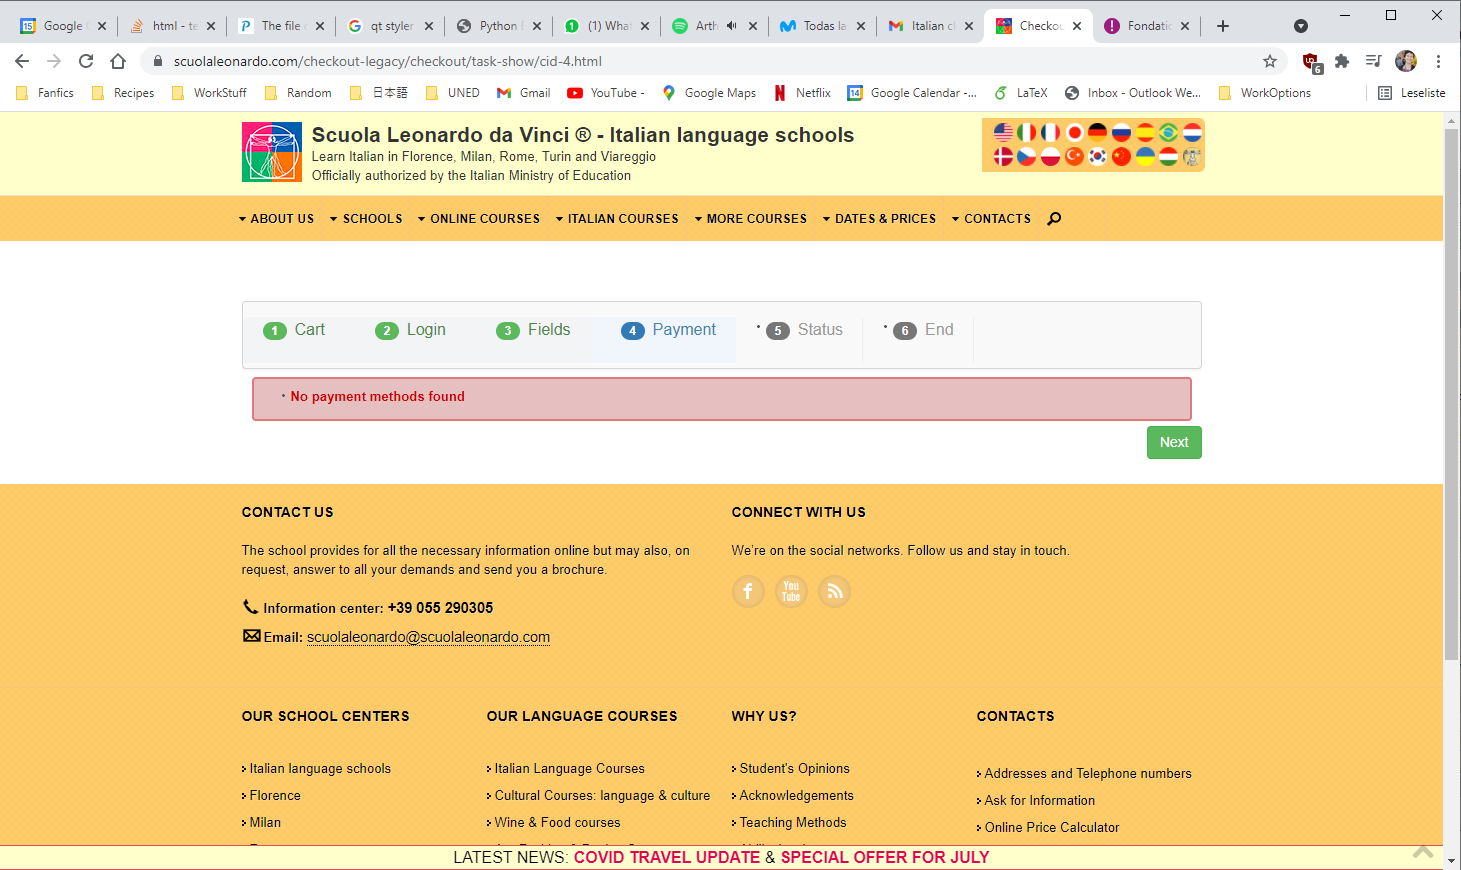 Google C
html - te
The file c
qt styler
Python E
(1) What
Arth
Todas la
Italian cl
Checkou
Fondatic
scuolaleonardo.com/checkout-legacy/checkout/task-show/cid-4.html
6
Fanfics
Recipes
WorkStuff
Random
日本語
UNED
Gmail
YouTube -
Google Maps
Netflix
Google Calendar -...
LaTeX
Inbox - Outlook We...
WorkOptions
Leseliste
Scuola Leonardo da Vinci ® - Italian language schools
Learn Italian in Florence, Milan, Rome, Turin and Viareggio
Officially authorized by the Italian Ministry of Education
ABOUT US
SCHOOLS
ONLINE COURSES
ITALIAN COURSES
MORE COURSES
DATES & PRICES
CONTACTS
1 Cart
2 Login
3 Fields
4 Payment
5 Status
6 End
No payment methods found
Next
CONTACT US
The school provides for all the necessary information online but may also, on
request, answer to all your demands and send you a brochure.
Information center: +39 055 290305
Email: scuolaleonardo@scuolaleonardo.com
CONNECT WITH US
We're on the social networks. Follow us and stay in touch.
You
Tube
OUR SCHOOL CENTERS
Italian language schools
Florence
Milan
OUR LANGUAGE COURSES
Italian Language Courses
Cultural Courses: language & culture
Wine & Food courses
WHY US?
Student's Opinions
Acknowledgements
Teaching Methods
CONTACTS
Addresses and Telephone numbers
Ask for Information
Online Price Calculator
LATEST NEWS: COVID TRAVEL UPDATE & SPECIAL OFFER FOR JULY